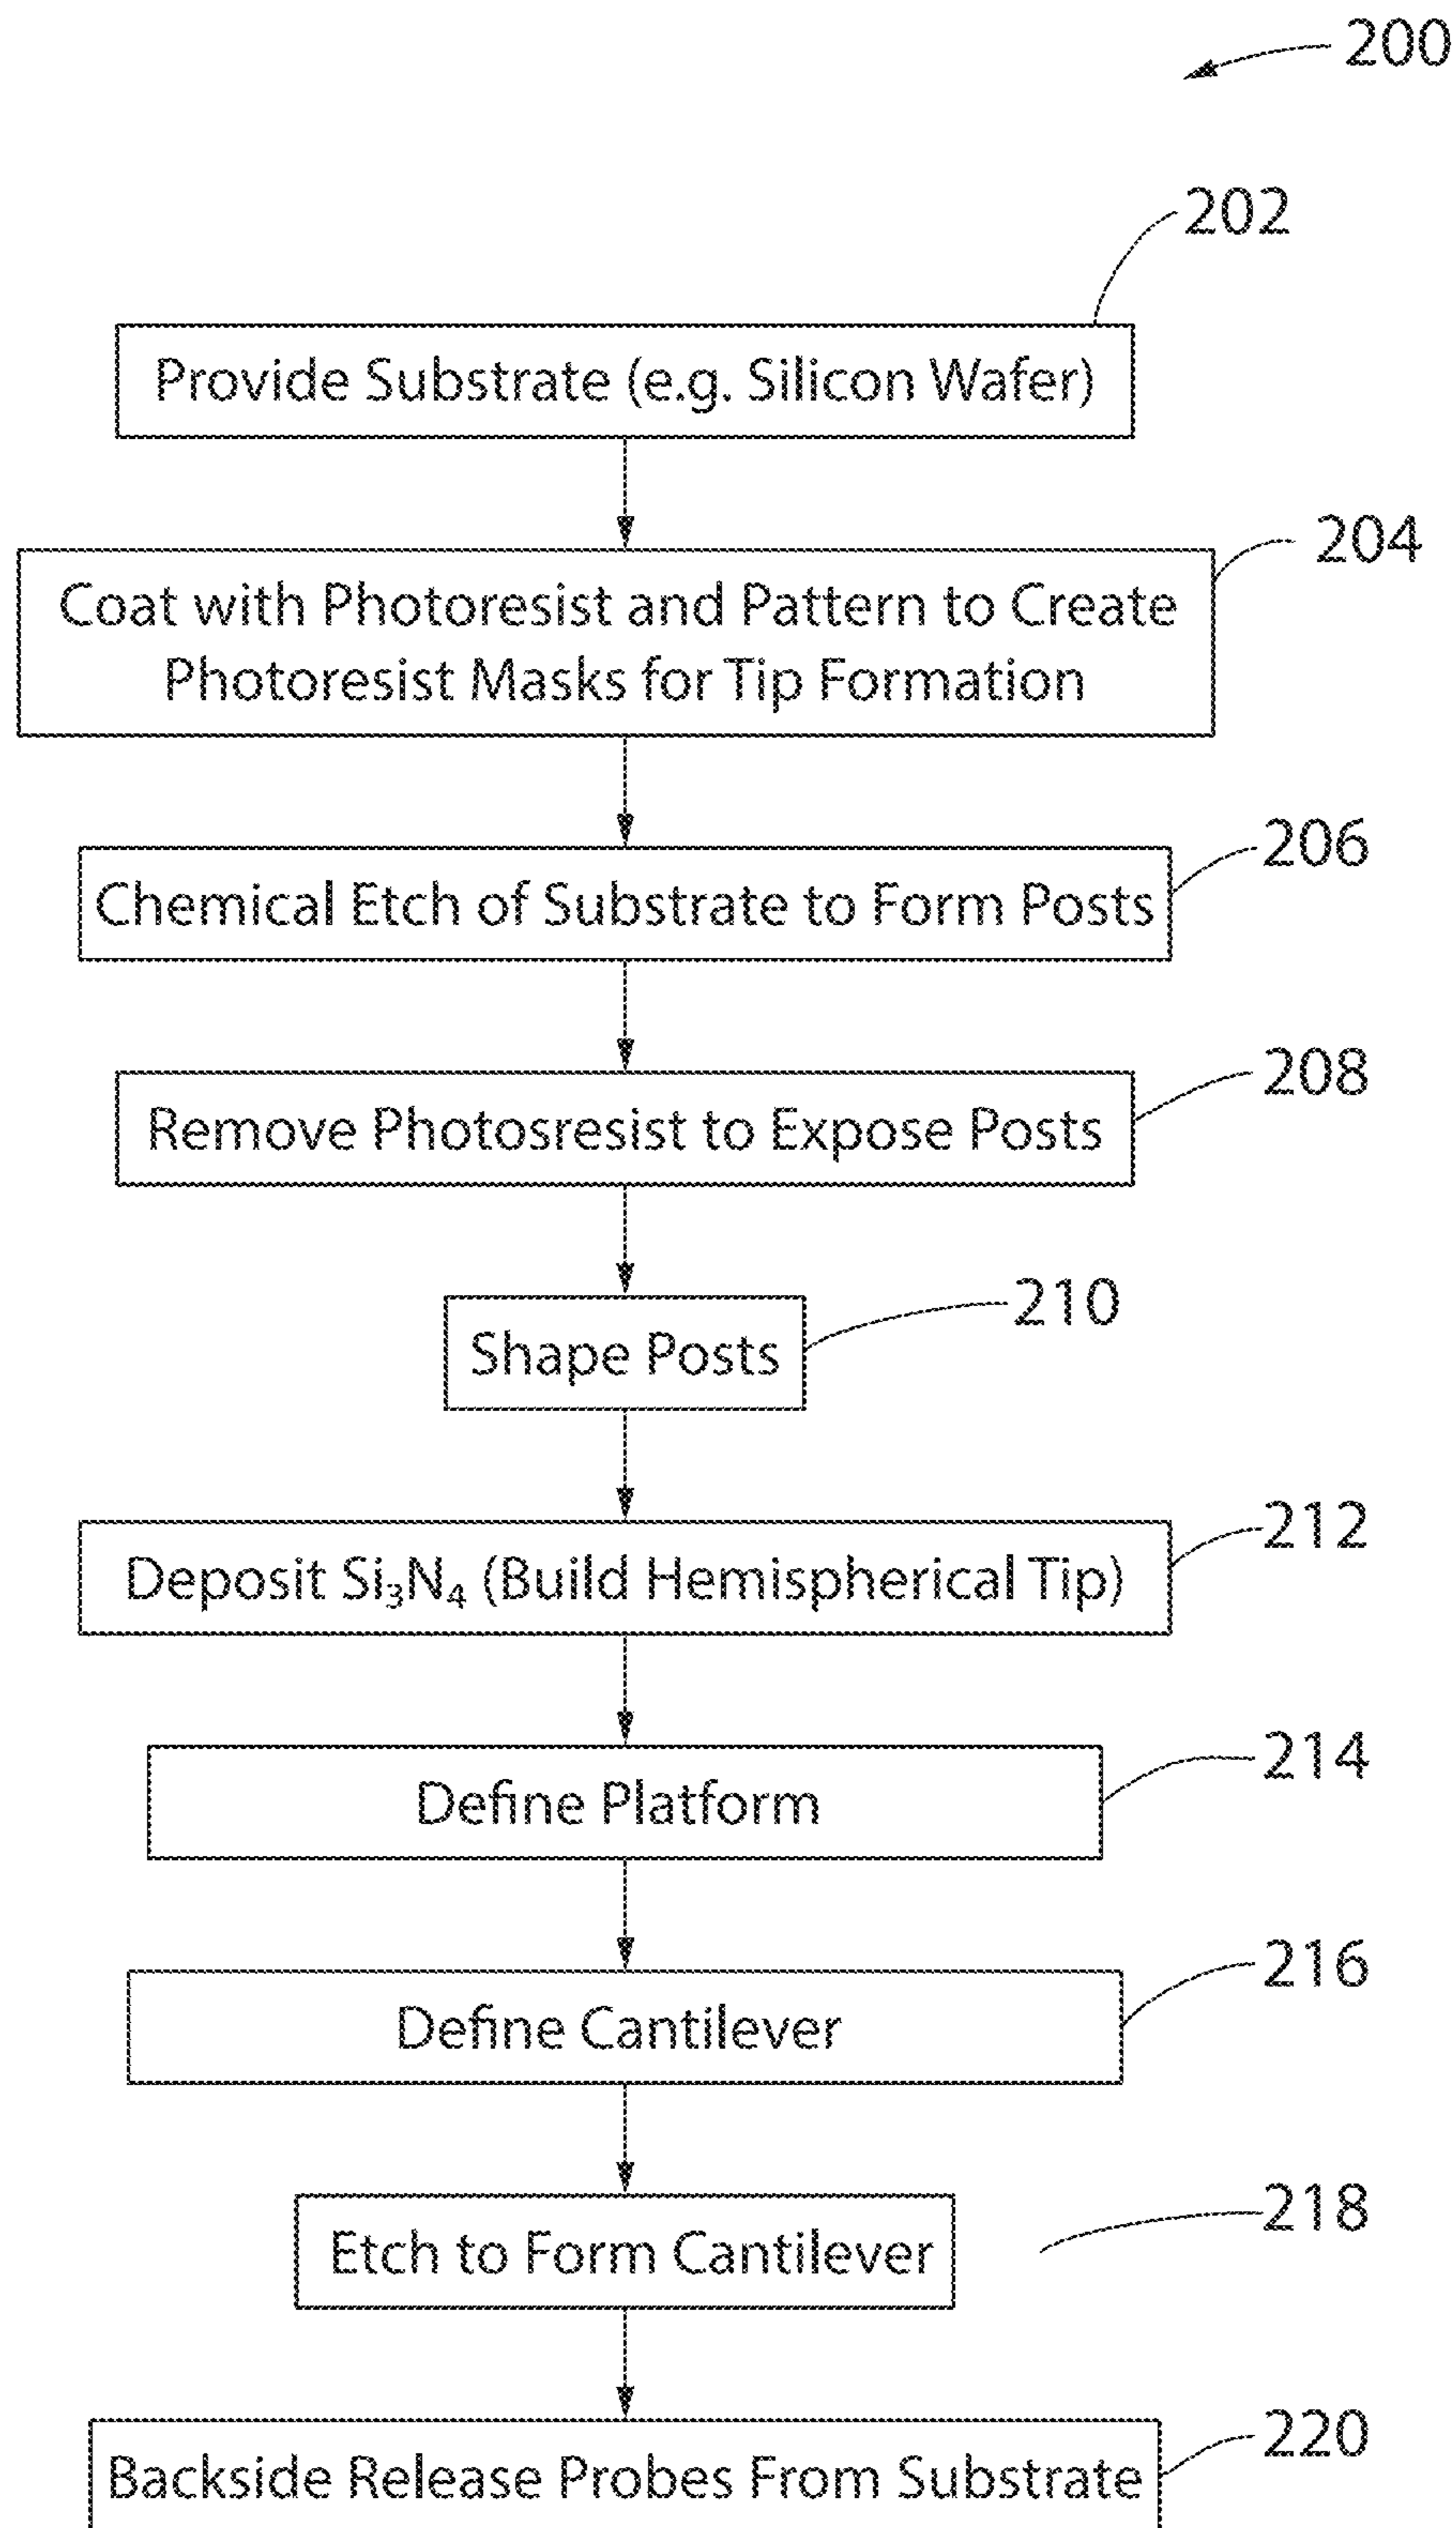 200
202
Provide Substrate (e.g. Silicon Wafer)
204
Coat with Photoresist and Pattern to Create
Photoresist Masks for Tip Formation
206
Chemical Etch of Substrate to Form Posts
208
Remove Photosresist to Expose Posts
210
Shape Posts
212
Deposit Si₃N₄ (Build Hemispherical Tip)
214
Define Platform
216
Define Cantilever
218
Etch to Form Cantilever
220
Backside Release Probes From Substrate